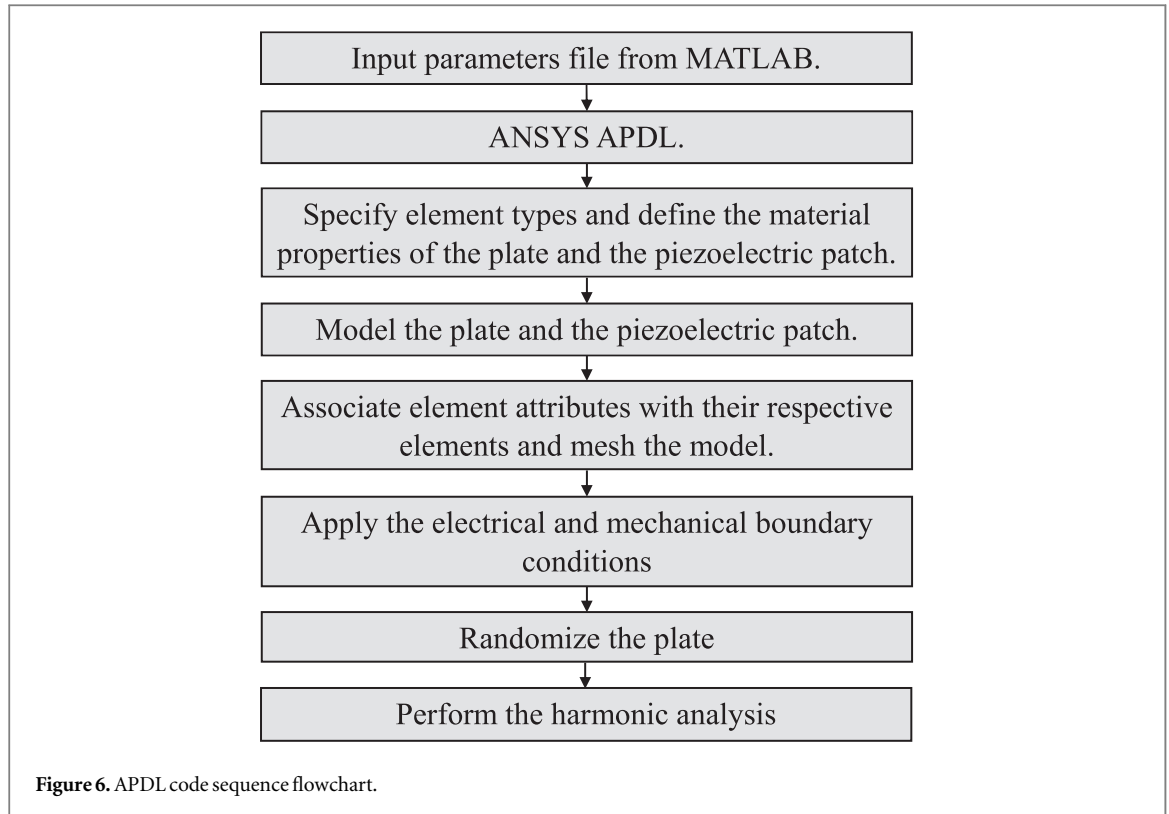 Input parameters file from MATLAB.
ANSYS APDL.
Specify element types and define the material
properties of the plate and the piezoelectric patch.
Model the plate and the piezoelectric patch.
Associate element attributes with their respective
elements and mesh the model.
Apply the electrical and mechanical boundary
conditions
Randomize the plate
Perform the harmonic analysis
Figure 6. APDL code sequence flowchart.